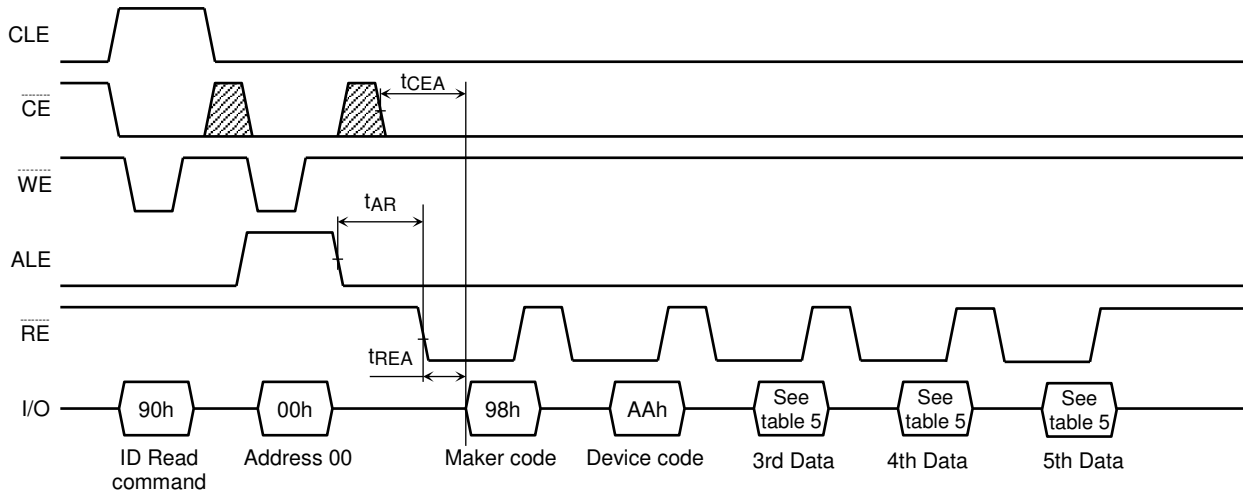 CLE
tCEA
CE
WE
tAR
ALE
RE
tREA
I/O
90h
00h
98h
AAh
See
table 5
See
table 5
See
table 5
ID Read
command
Address 00
Maker code
Device code
3rd Data
4th Data
5th Data